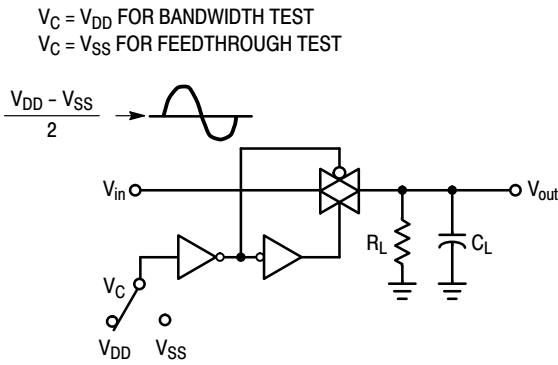 V_C = V_DD FOR BANDWIDTH TEST
V_C = V_SS FOR FEEDTHROUGH TEST
V_DD - V_SS
2
V_in
V_out
R_L
C_L
V_C
V_DD
V_SS